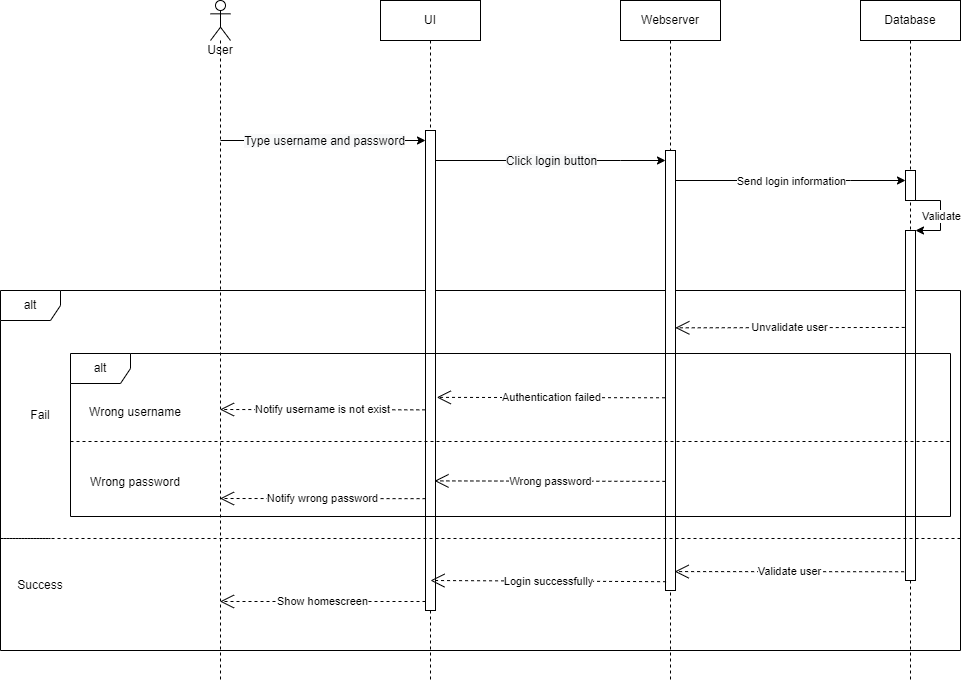 User
UI
Webserver
Database
Type username and password
Click login button
Send login information
Validate
alt
Unvalidate user
alt
Authentication failed
Fail
Wrong username
Notify username is not exist
Wrong password
Wrong password
Notify wrong password
Validate user
Success
Login successfully
Show homescreen